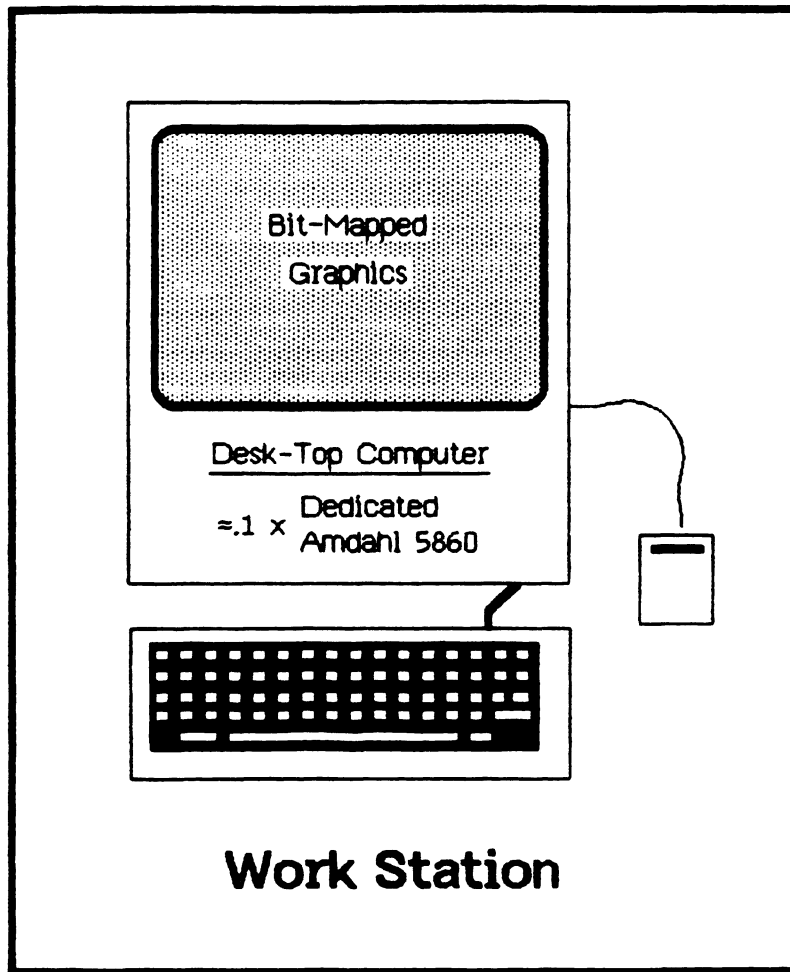 Bit-Mapped
Graphics
Desk-Top Computer
≈.1 x Dedicated
Amdahl 5860
Work Station